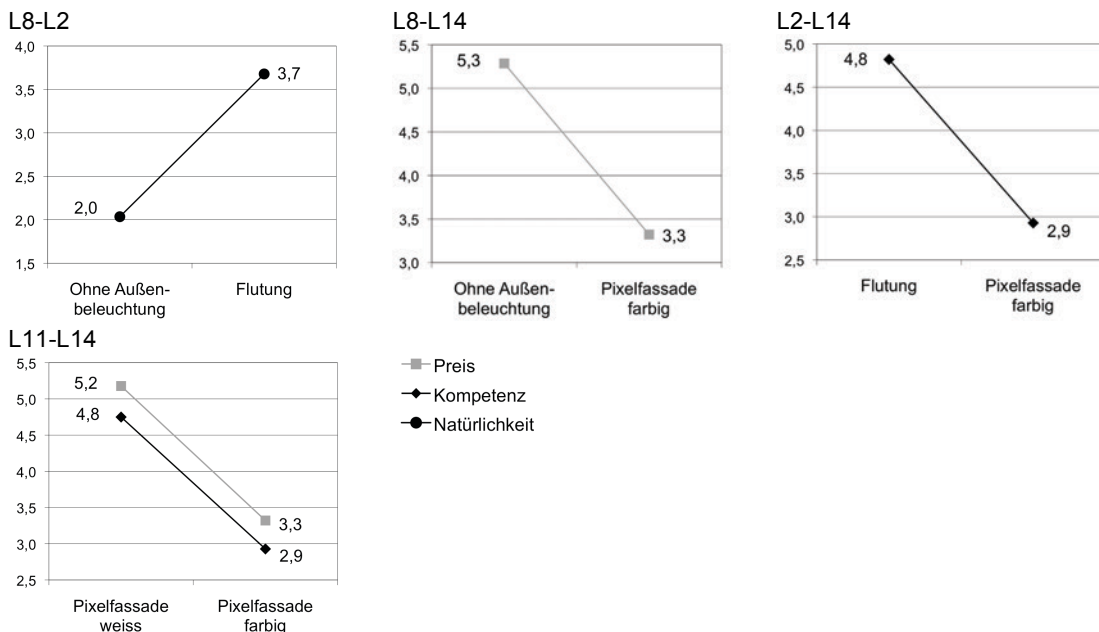 L8-L2
4,0
3,5
3,0
2,5
2,0
1,5
2,0
3,7
Ohne Außen-
beleuchtung
Flutung
L8-L14
5,5
5,0
4,5
4,0
3,5
3,0
5,3
3,3
Ohne Außen-
beleuchtung
Pixelfassade
farbig
L2-L14
5,0
4,5
4,0
3,5
3,0
2,5
4,8
2,9
Flutung
Pixelfassade
farbig
L11-L14
5,5
5,0
4,5
4,0
3,5
3,0
2,5
5,2
4,8
3,3
2,9
Pixelfassade
weiss
Pixelfassade
farbig
Preis
Kompetenz
Natürlichkeit